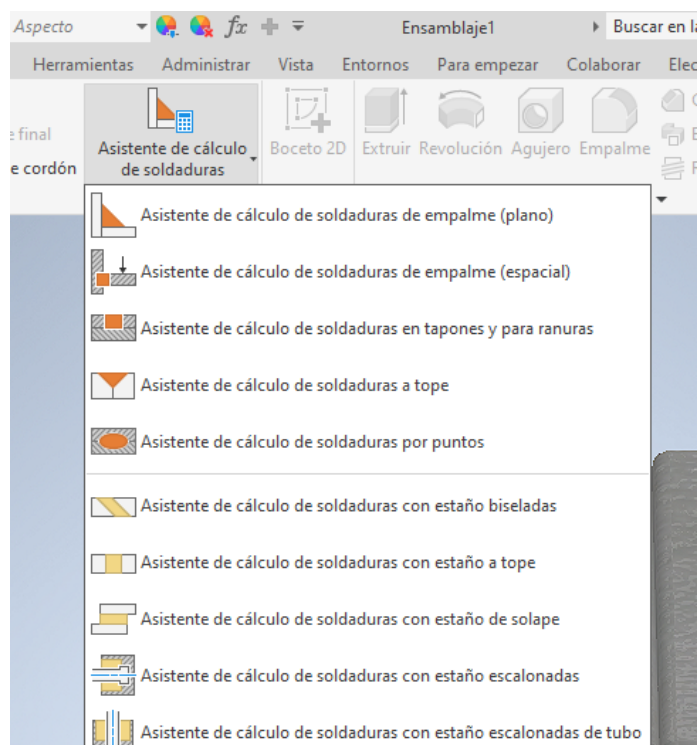 Aspecto
fx
Ensamblaje1
Buscar en la
Herramientas Administrar Vista Entornos Para empezar Colaborar Elec
e final
e cordón
Asistente de cálculo
de soldaduras
Boceto 2D
Extruir Revolución Agujero Empalme
Asistente de cálculo de soldaduras de empalme (plano)
Asistente de cálculo de soldaduras de empalme (espacial)
Asistente de cálculo de soldaduras en tapones y para ranuras
Asistente de cálculo de soldaduras a tope
Asistente de cálculo de soldaduras por puntos
Asistente de cálculo de soldaduras con estaño biseladas
Asistente de cálculo de soldaduras con estaño a tope
Asistente de cálculo de soldaduras con estaño de solape
Asistente de cálculo de soldaduras con estaño escalonadas
Asistente de cálculo de soldaduras con estaño escalonadas de tubo